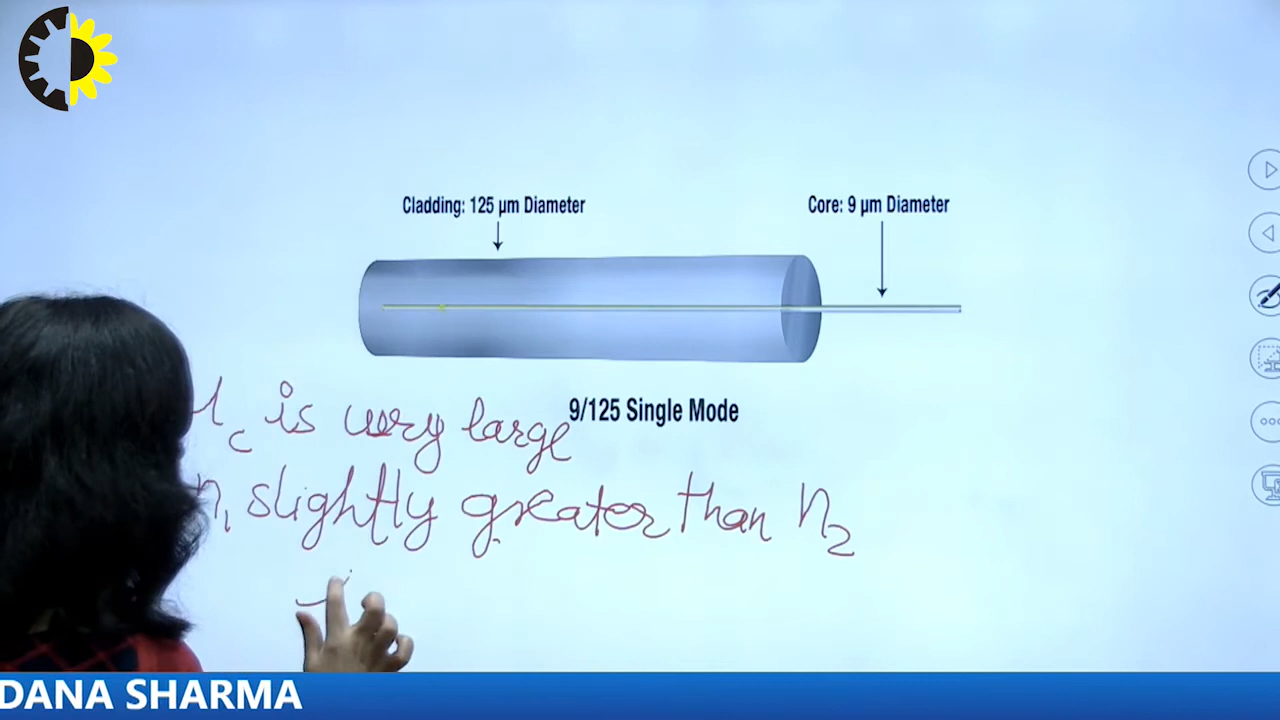 Cladding: 125 µm Diameter
Core: 9 µm Diameter
9/125 Single Mode
is very large
n₁ slightly greater than n₂
DANA SHARMA